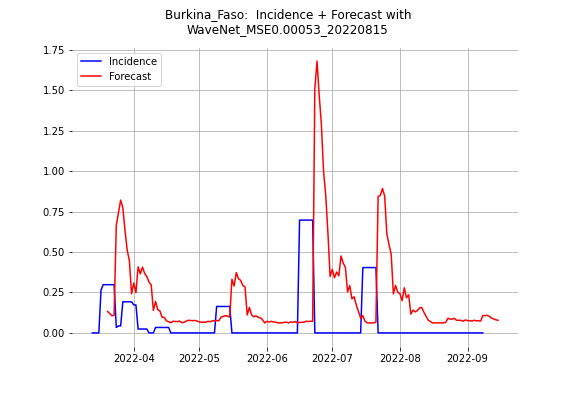 Burkina_Faso:  Incidence + Forecast with
WaveNet_MSE0.00053_20220815
Incidence
Forecast
1.75
1.50
1.25
1.00
0.75
0.50
0.25
0.00
2022-04 2022-05 2022-06 2022-07 2022-08 2022-09